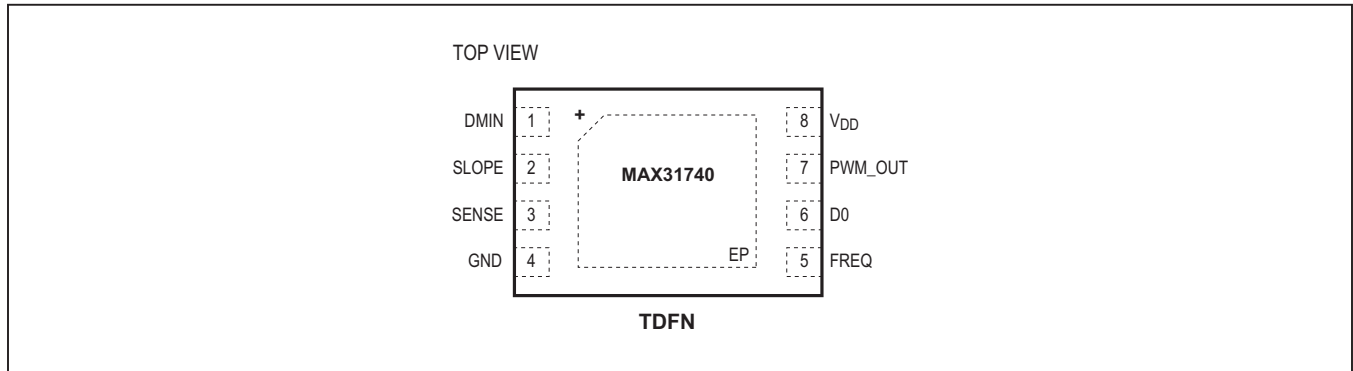 TOP VIEW
DMIN 1 + 8 VDD
SLOPE 2 MAX31740 7 PWM_OUT
SENSE 3 6 D0
GND 4 EP 5 FREQ
TDFN